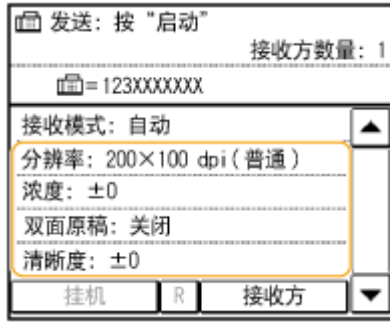 发送: 按“启动”
接收方数量: 1
=123XXXXXXX
接收模式: 自动
分辨率: 200×100 dpi(普通)
浓度: ±0
双面原稿: 关闭
清晰度: ±0
挂机 R 接收方